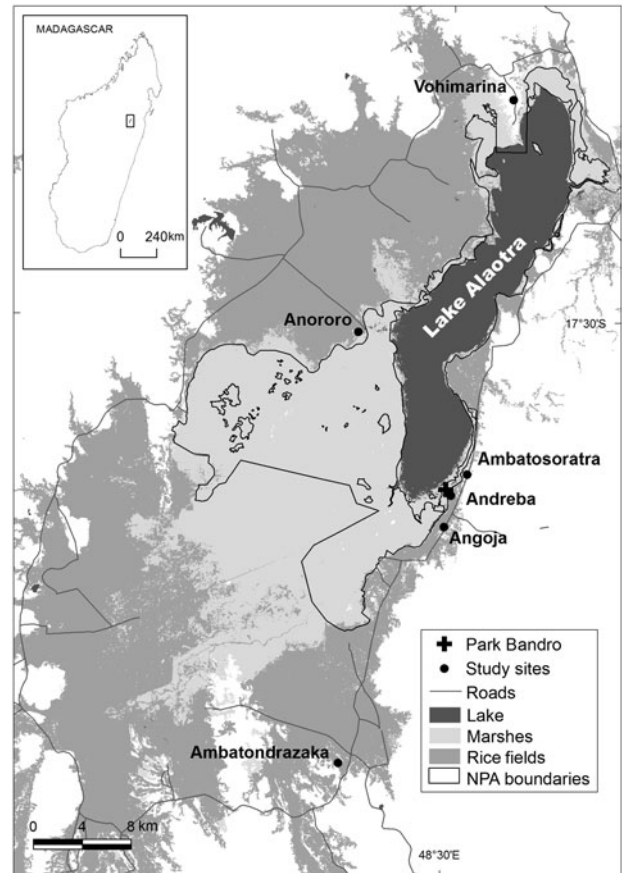 MADAGASCAR
0 240km
Vohimarina
Lake Alaotra
17°30'S
Anororo
Ambatosoratra
Andreba
Angoja
Park Bandro
Study sites
Roads
Lake
Marshes
Rice fields
NPA boundaries
Ambatondrazaka
0 4 8 km
48°30'E